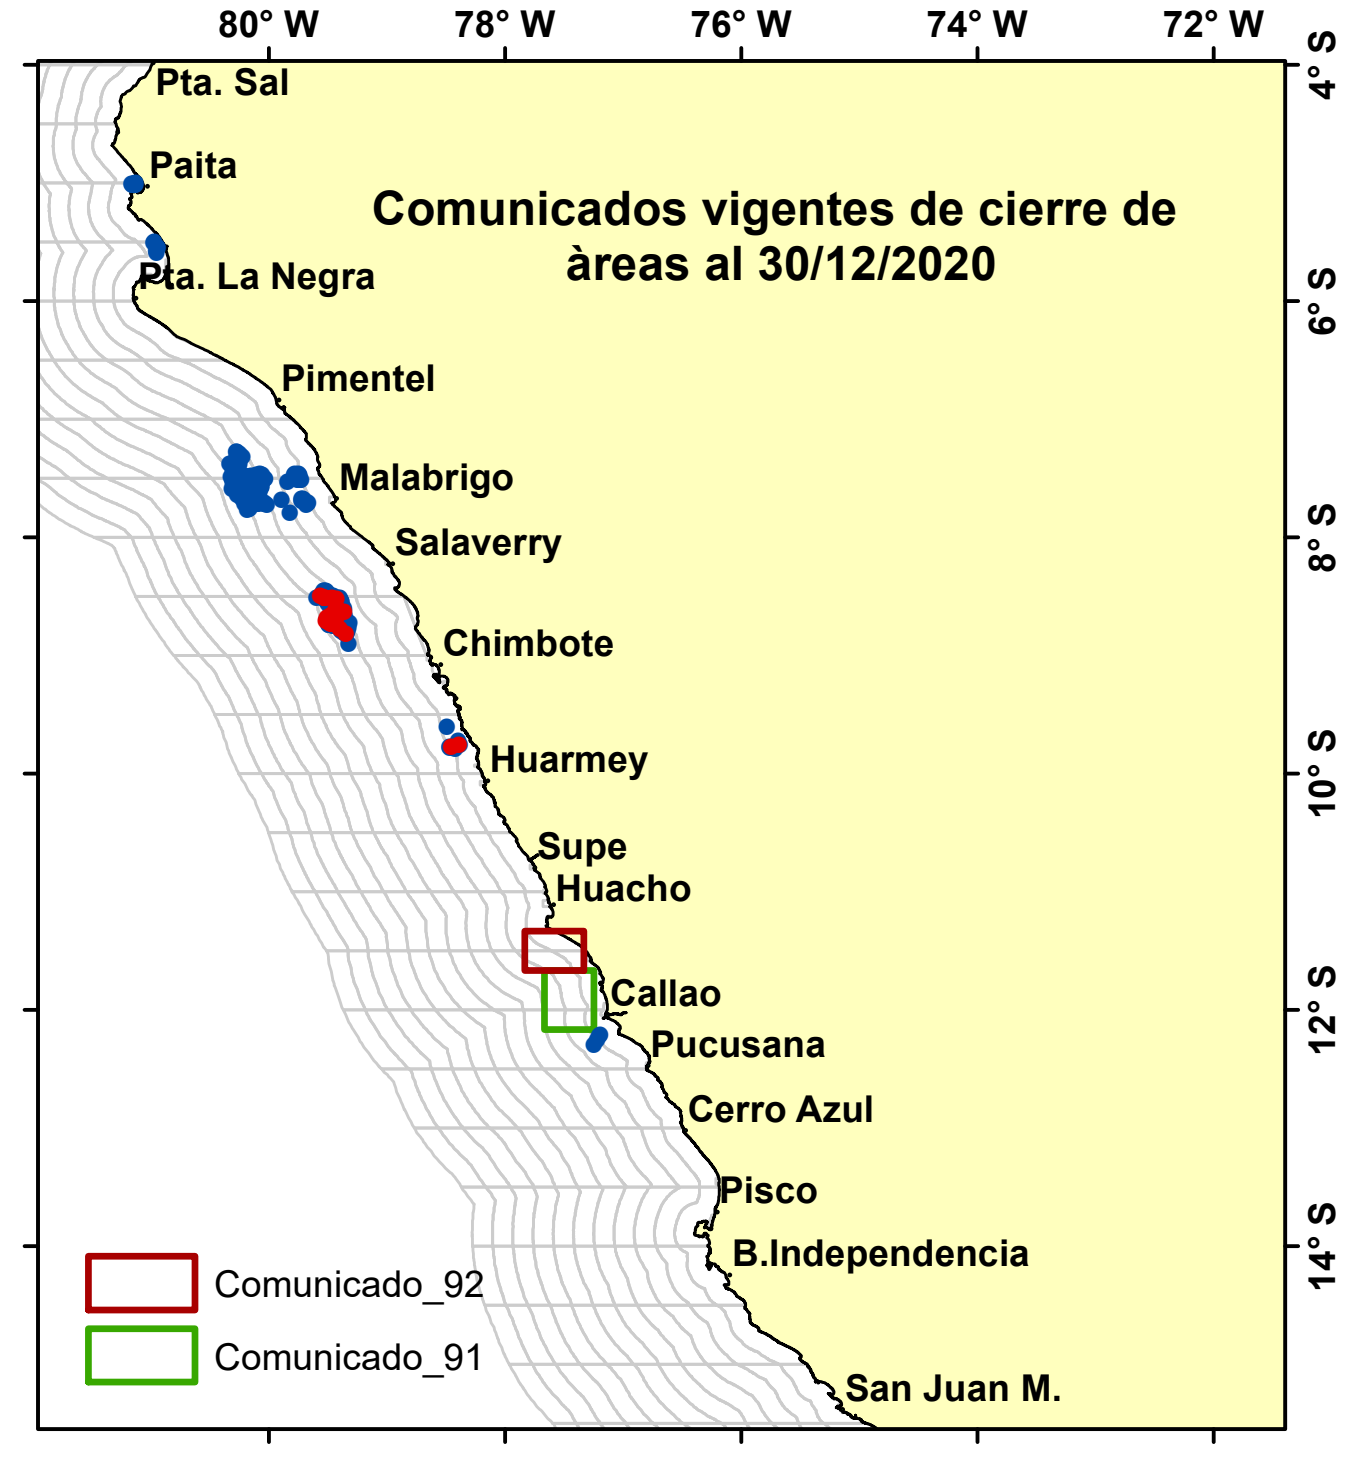 80° W
78° W
76° W
74° W
72° W
4° S
Pta. Sal
Paita
Comunicados vigentes de cierre de
àreas al 30/12/2020
Pta. La Negra
6° S
Pimentel
Malabrigo
Salaverry
8° S
Chimbote
Huarmey
10° S
Supe
Huacho
Callao
12° S
Pucusana
Cerro Azul
Pisco
B.Independencia
14° S
Comunicado_92
Comunicado_91
San Juan M.